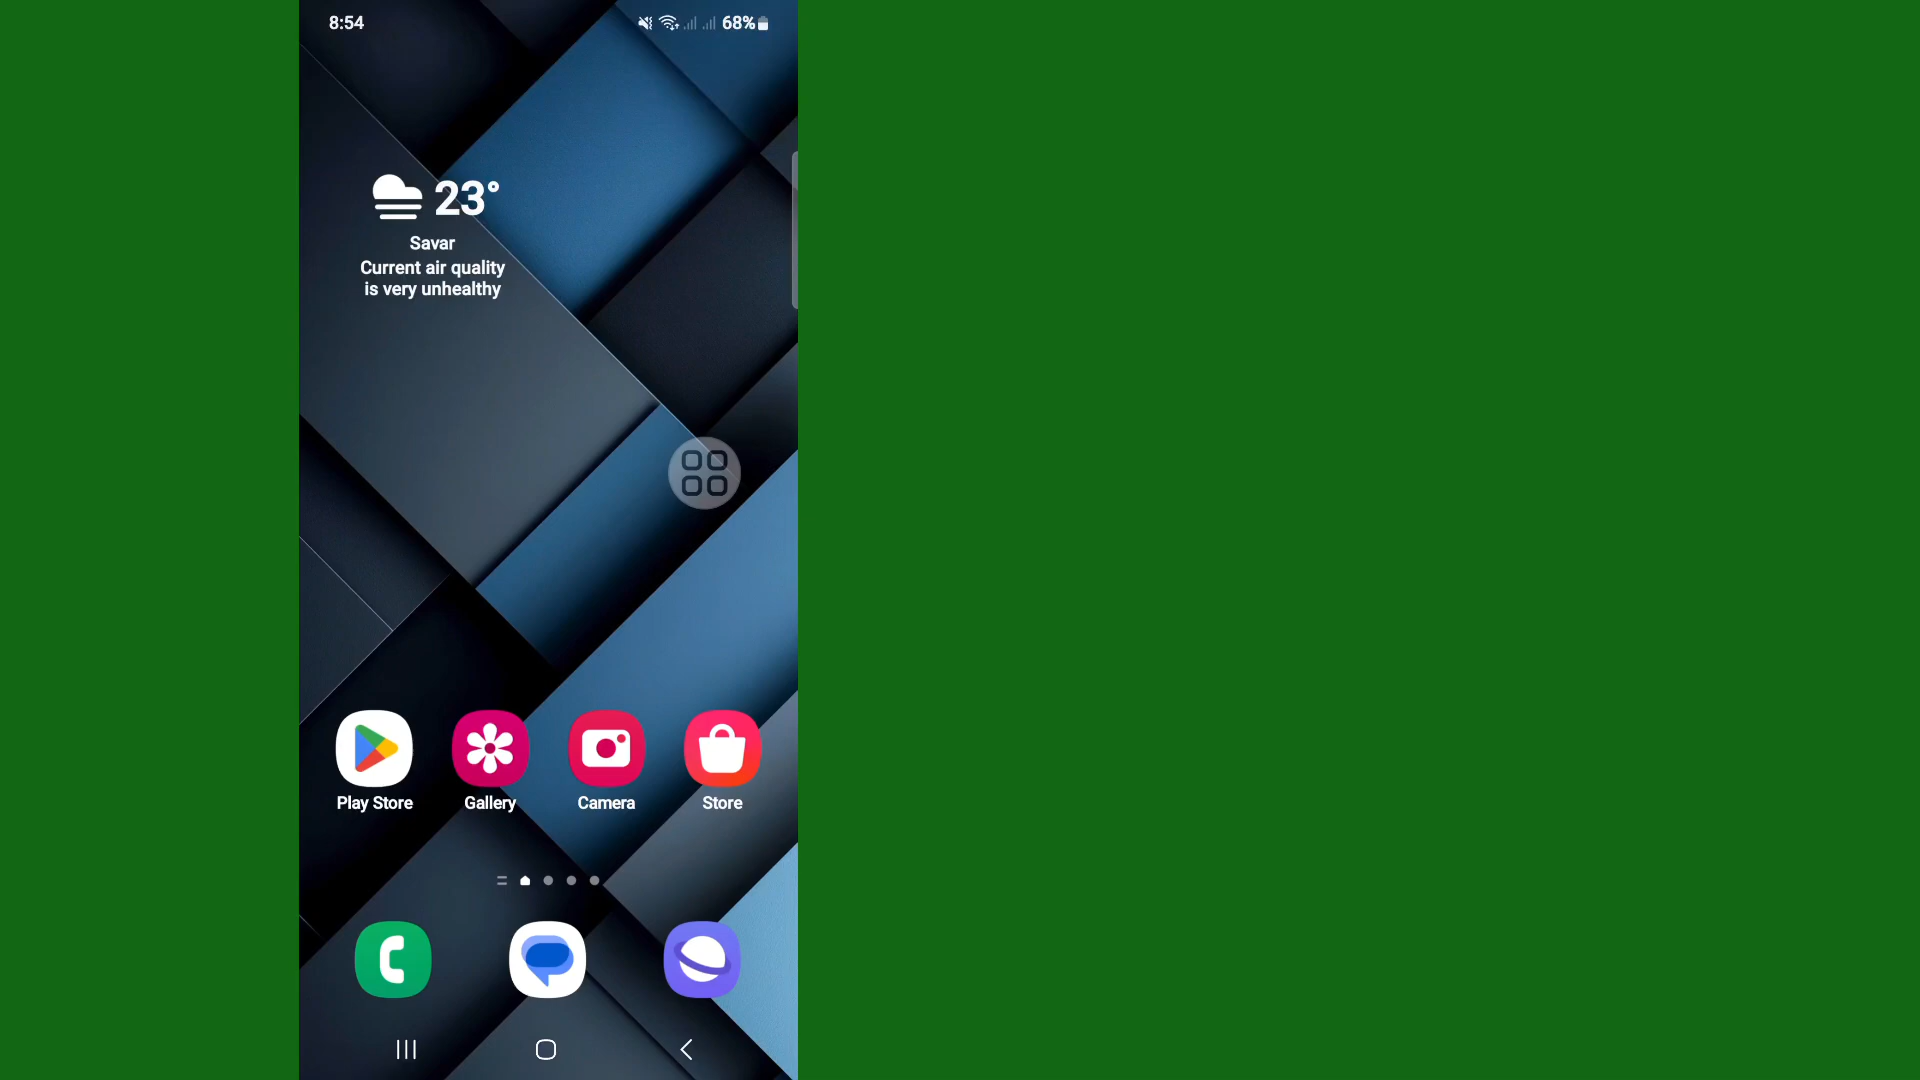 8:54
68%
23°
Savar
Current air quality
is very unhealthy
Play Store
Gallery
Camera
Store